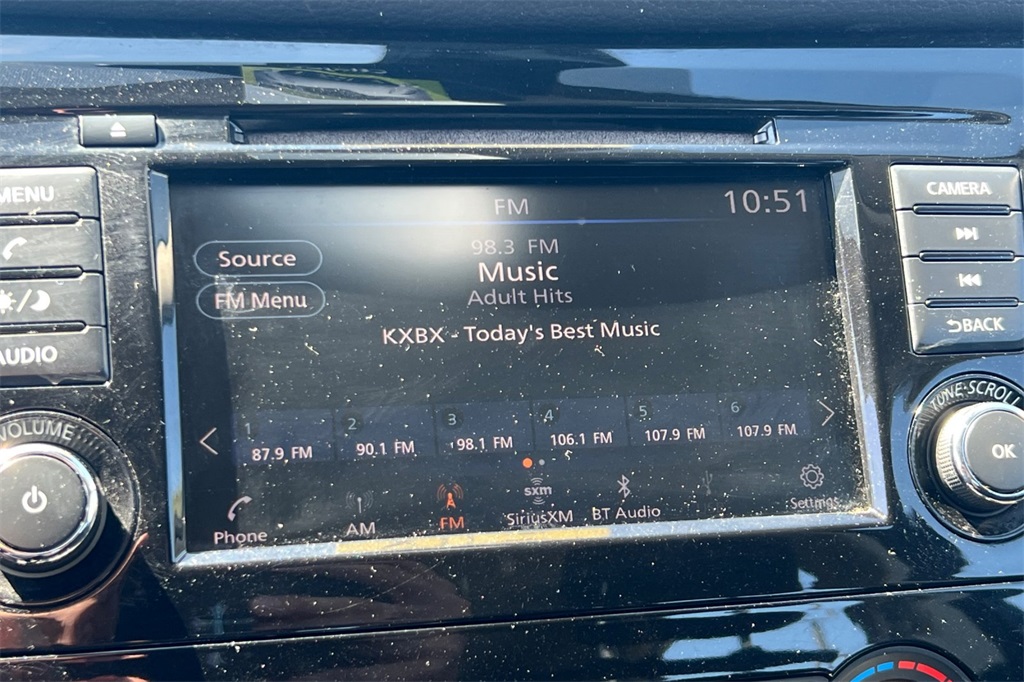 MENU
AUDIO
VOLUME
FM
10:51
Source
98.3 FM
Music
FM Menu
Adult Hits
KXBX - Today's Best Music
1 2 3 4 5 6
87.9 FM 90.1 FM 98.1 FM 106.1 FM 107.9 FM 107.9 FM
Phone AM FM sxm SiriusXM BT Audio Settings
CAMERA
BACK
TUNE·SCROLL
OK